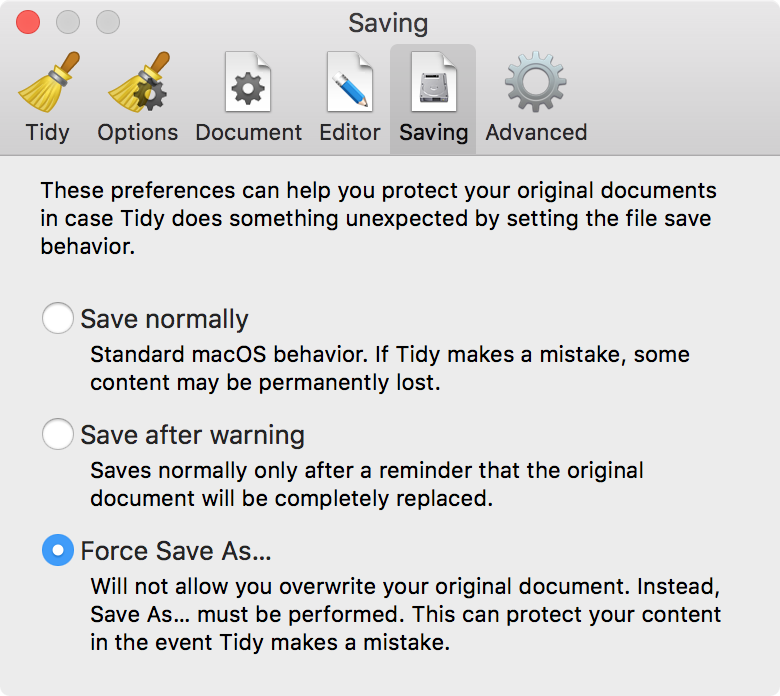 Saving
Tidy Options Document Editor Saving Advanced
These preferences can help you protect your original documents
in case Tidy does something unexpected by setting the file save
behavior.
Save normally
Standard macOS behavior. If Tidy makes a mistake, some
content may be permanently lost.
Save after warning
Saves normally only after a reminder that the original
document will be completely replaced.
Force Save As...
Will not allow you overwrite your original document. Instead,
Save As... must be performed. This can protect your content
in the event Tidy makes a mistake.